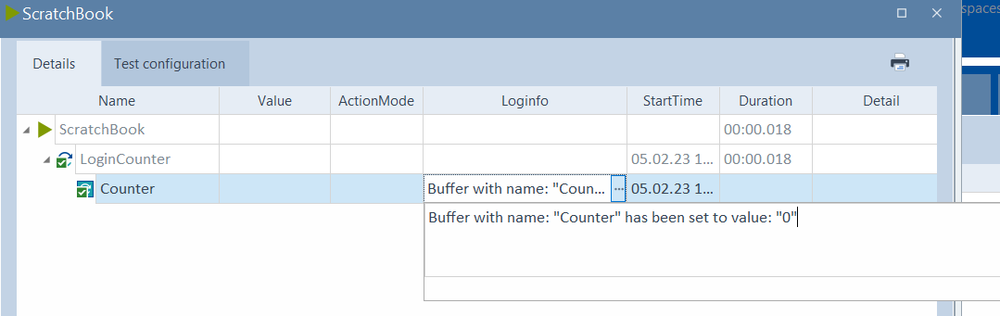 ScratchBook
spaces
Details Test configuration
Name Value ActionMode Loginfo StartTime Duration Detail
ScratchBook 00:00.018
LoginCounter 05.02.23 1... 00:00.018
Counter Buffer with name: "Coun... ... 05.02.23 1...
Buffer with name: "Counter" has been set to value: "0"